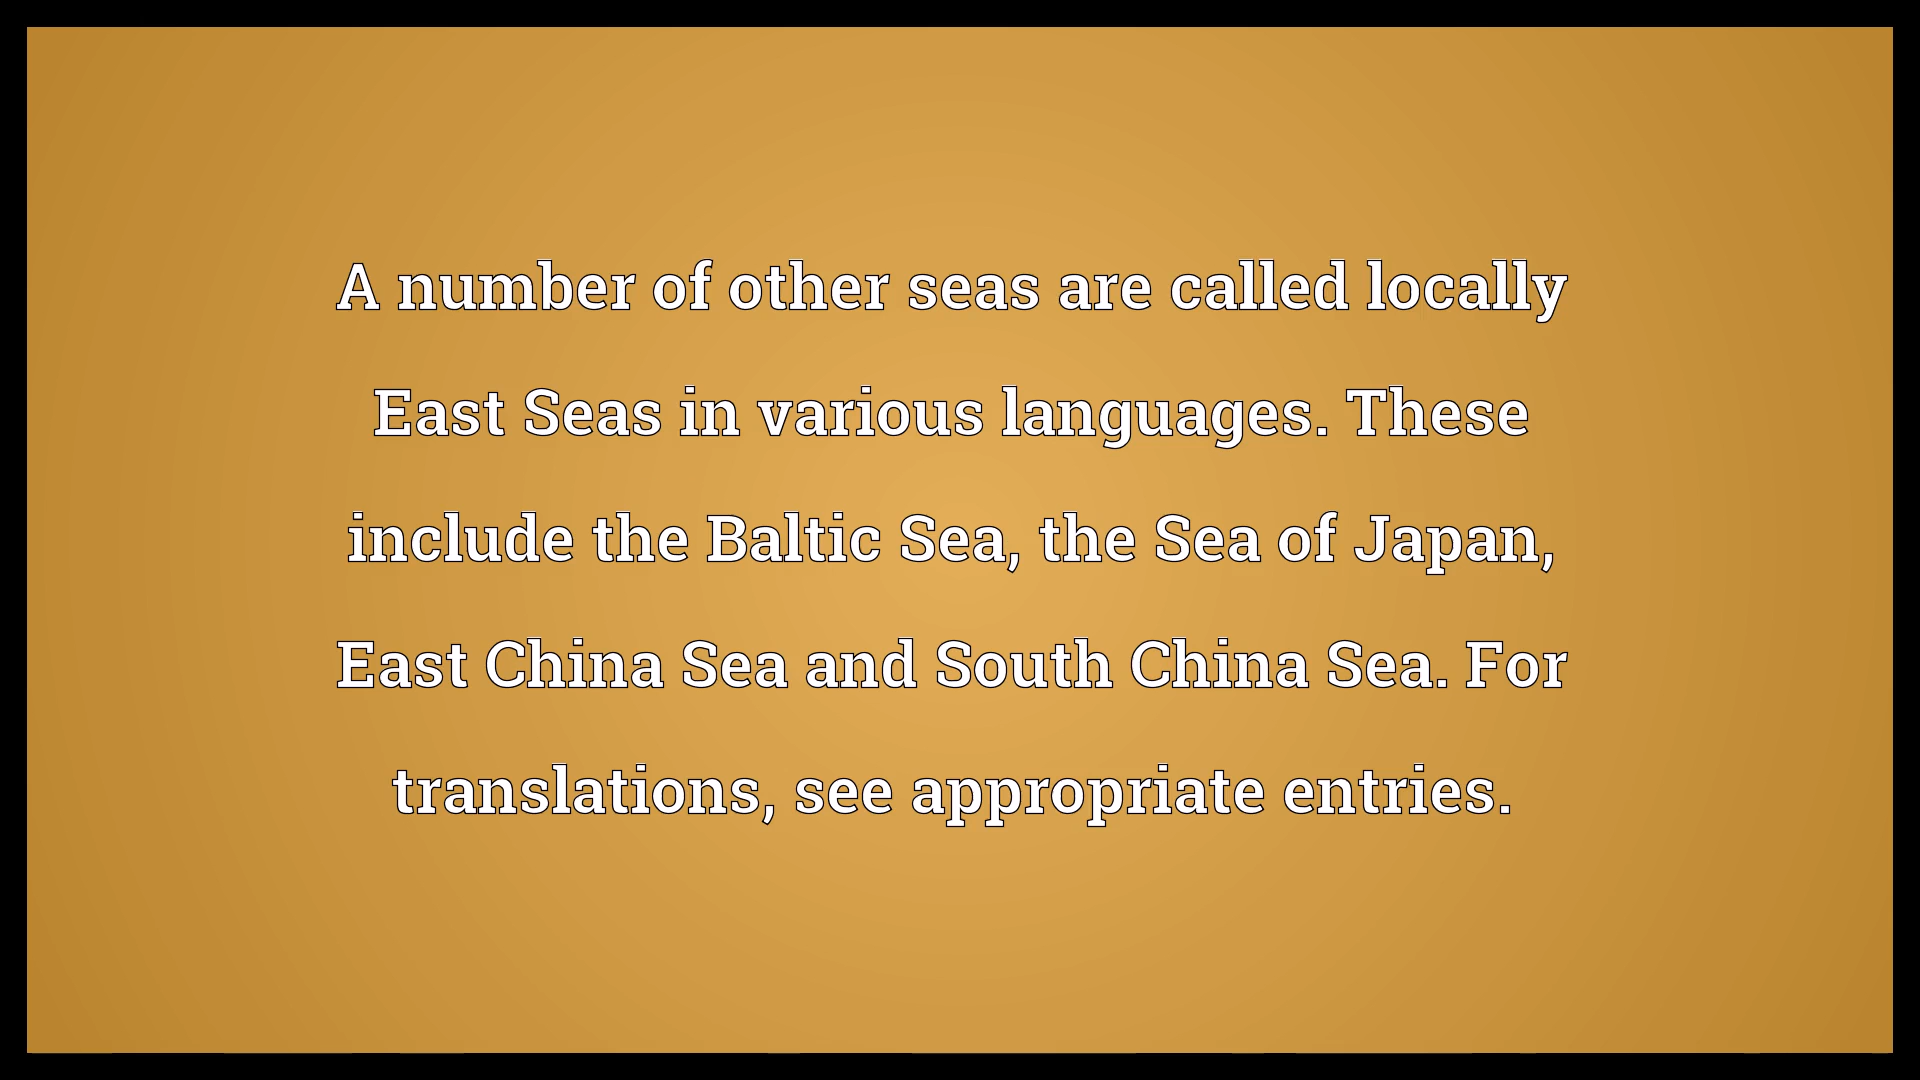 A number of other seas are called locally
East Seas in various languages. These
include the Baltic Sea, the Sea of Japan,
East China Sea and South China Sea. For
translations, see appropriate entries.